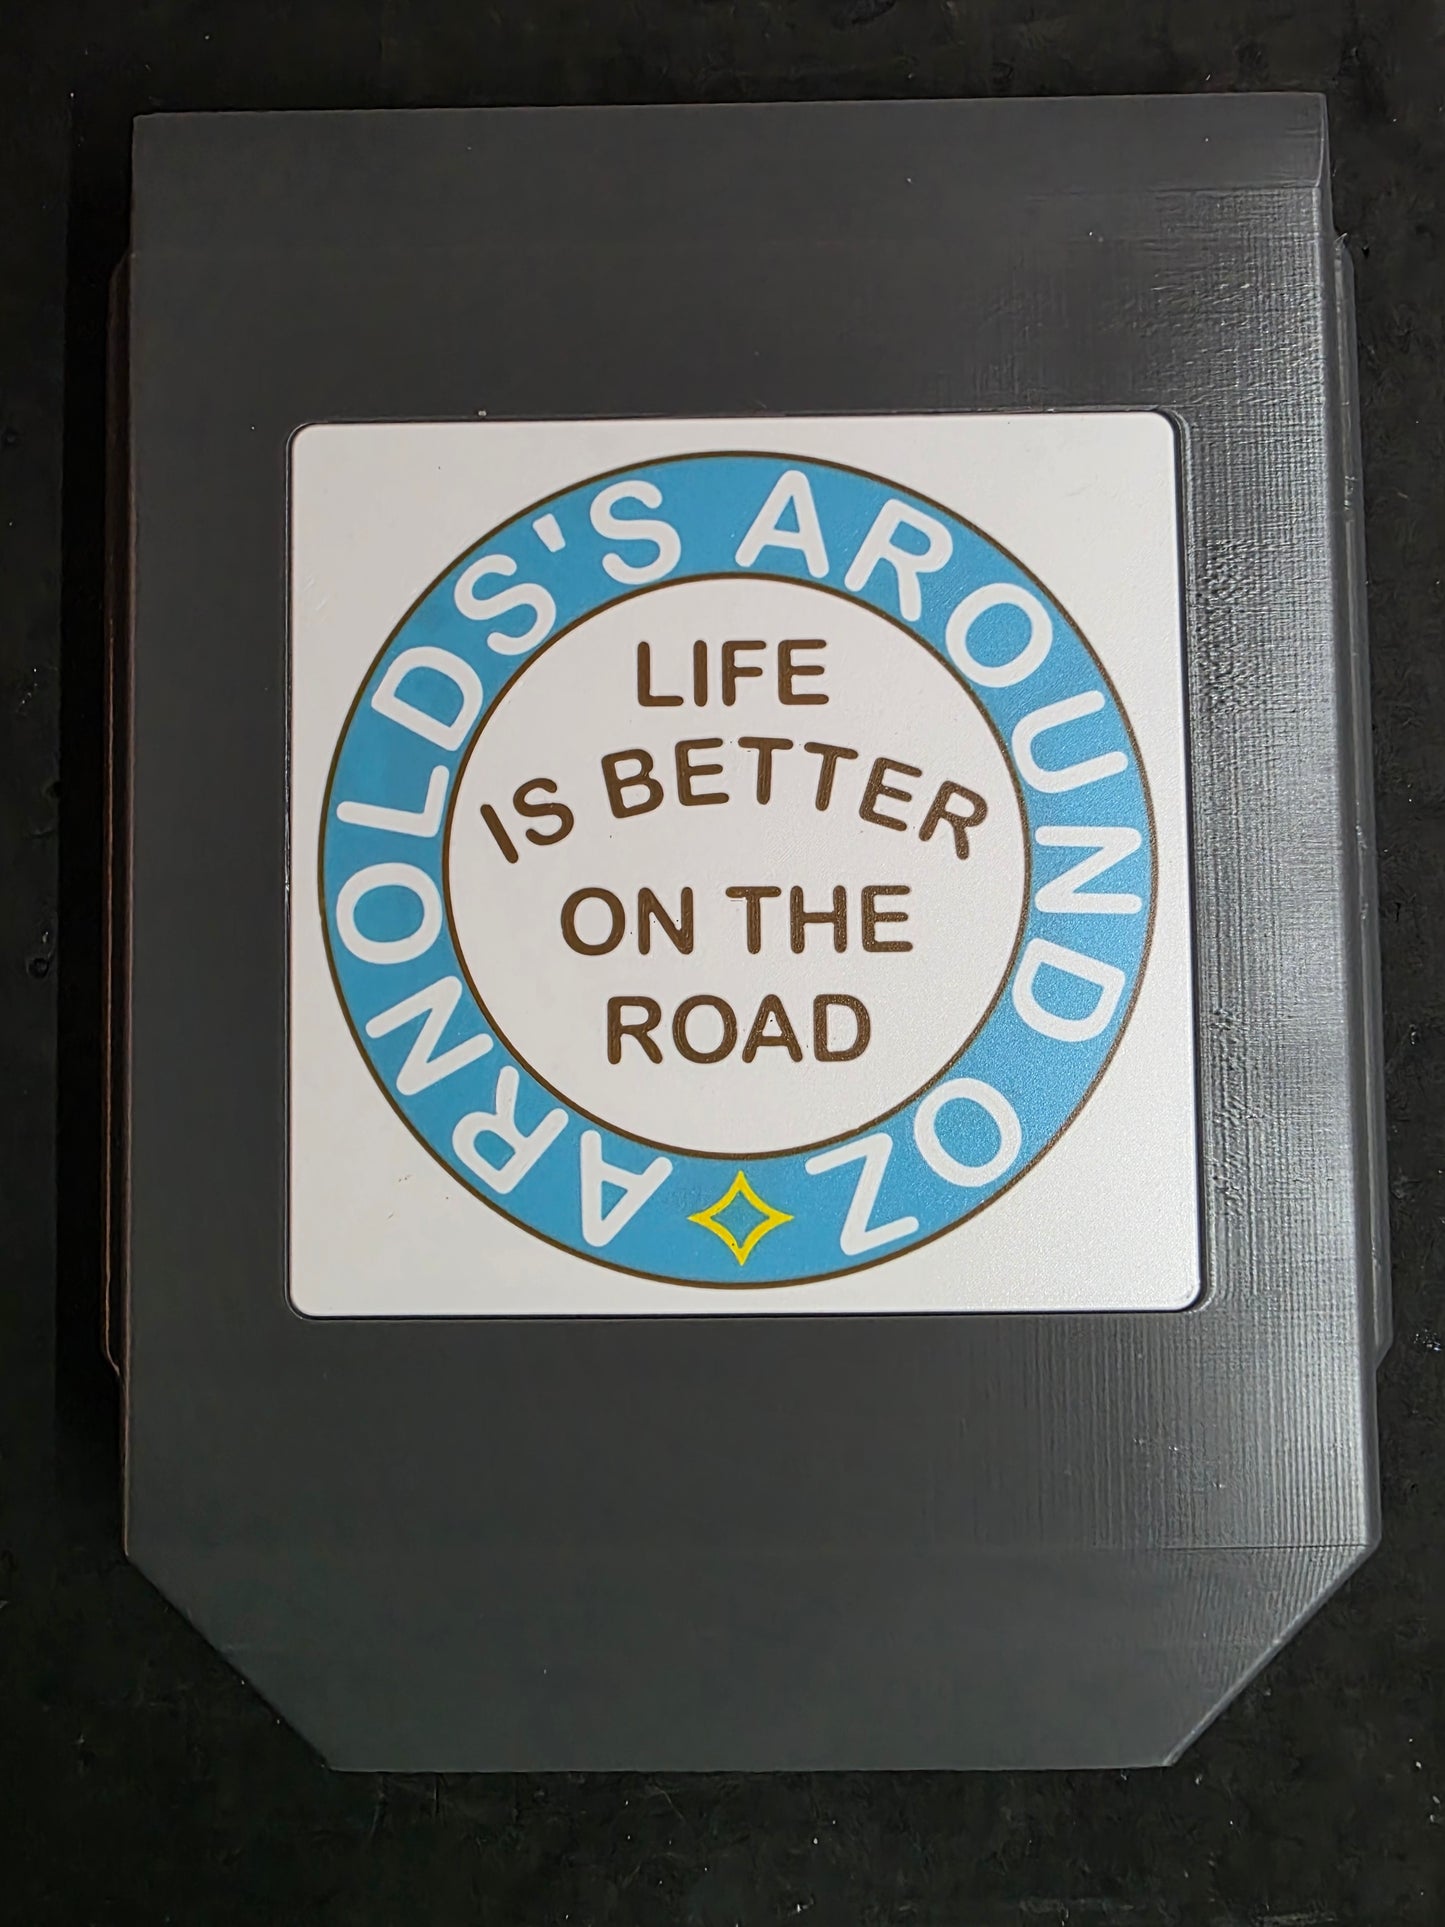 ARNOLDS'S AROUND OZ
LIFE
IS BETTER
ON THE
ROAD